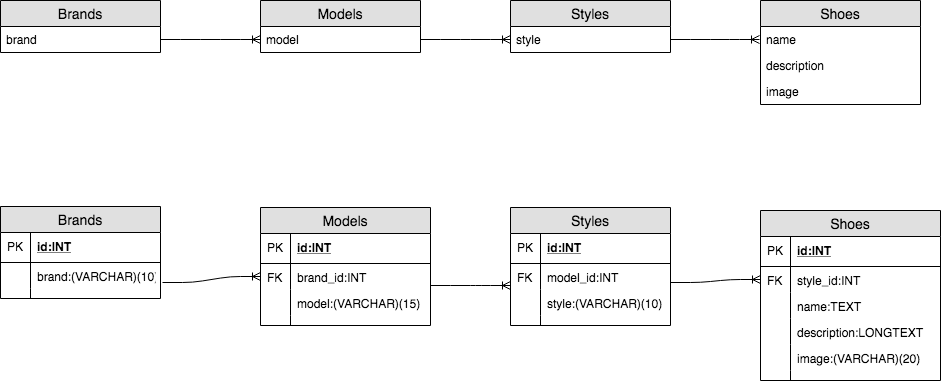 Brands
brand
Models
model
Styles
style
Shoes
name
description
image
Brands
PK id:INT
brand:(VARCHAR)(10)
Models
PK id:INT
FK brand_id:INT
model:(VARCHAR)(15)
Styles
PK id:INT
FK model_id:INT
style:(VARCHAR)(10)
Shoes
PK id:INT
FK style_id:INT
name:TEXT
description:LONGTEXT
image:(VARCHAR)(20)